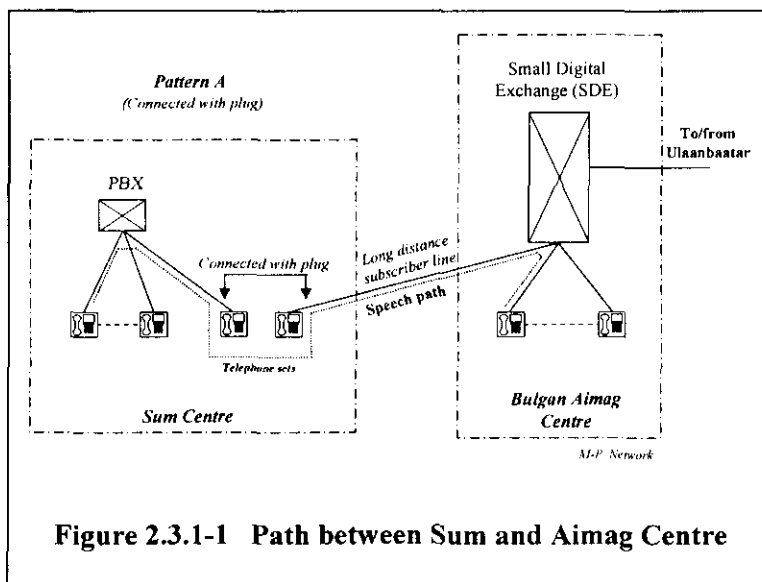 Pattern A
(Connected with plug)
Small Digital
Exchange (SDE)
To/from
Ulaanbaatar
PBX
Connected with plug
Long distance
subscriber line
Speech path
Telephone sets
Sum Centre
Bulgan Aimag
Centre
M-P Network
Figure 2.3.1-1 Path between Sum and Aimag Centre